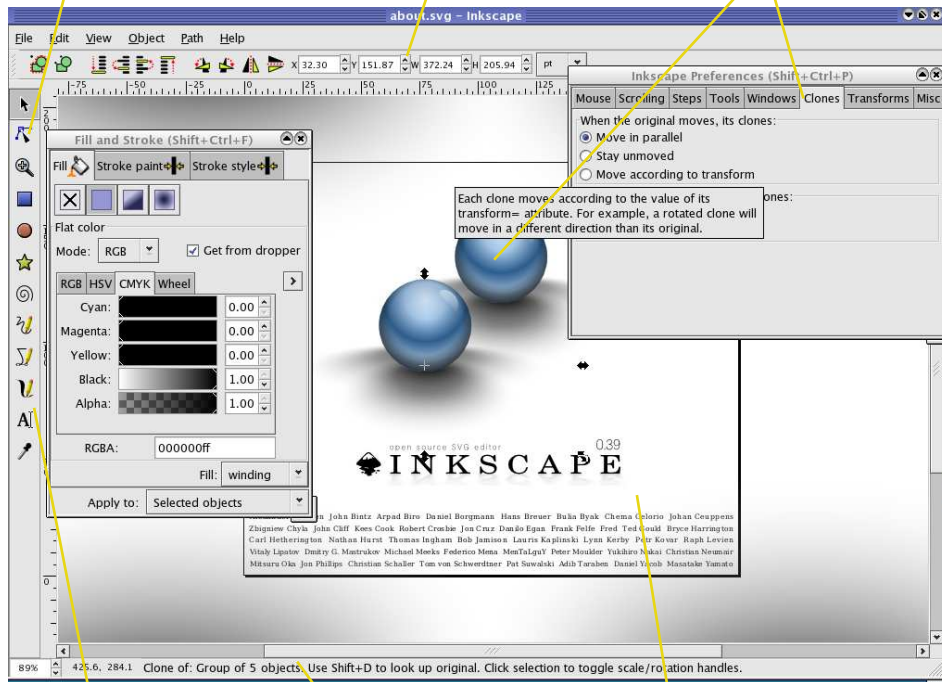 about.svg - Inkscape
File Edit View Object Path Help
X 32.30 Y 151.87 W 372.24 H 205.94 pt
-75 -50 -25 0 25 50 75 100 125
Inkscape Preferences (Shift+Ctrl+P)
Mouse Scrolling Steps Tools Windows Clones Transforms Misc
When the original moves, its clones:
Move in parallel
Stay unmoved
Move according to transform
ones:
Each clone moves according to the value of its
transform= attribute. For example, a rotated clone will
move in a different direction than its original.
Fill and Stroke (Shift+Ctrl+F)
Fill Stroke paint Stroke style
Flat color
Mode: RGB Get from dropper
RGB HSV CMYK Wheel
Cyan: 0.00
Magenta: 0.00
Yellow: 0.00
Black: 1.00
Alpha: 1.00
RGBA: 000000ff
Fill: winding
Apply to: Selected objects
open source SVG editor 0.39
INKSCAPE
John Bintz Arpad Biro Daniel Borgmann Hans Breuer Bulia Byak Chema Celorio Johan Ceuppens
Zbigniew Chyla John Cliff Kees Cook Robert Crosbie Jon Cruz Danilo Egan Frank Felfe Fred Ted Gould Bryce Harrington
Carl Hetherington Nathan Hurst Thomas Ingham Bob Jamison Lauris Kaplinski Lynn Kerby Petr Kovar Raph Levien
Vitaly Lipatov Dmitry G. Mastrukov Michael Meeks Federico Mena MenTaLguY Peter Moulder Yukihiro Nakai Christian Neumair
Mitsuru Oka Jon Phillips Christian Schaller Tom von Schwerdtner Pat Suwalski Adib Taraben Daniel Yacob Masatake Yamato
89% 425.6, 284.1 Clone of: Group of 5 objects. Use Shift+D to look up original. Click selection to toggle scale/rotation handles.